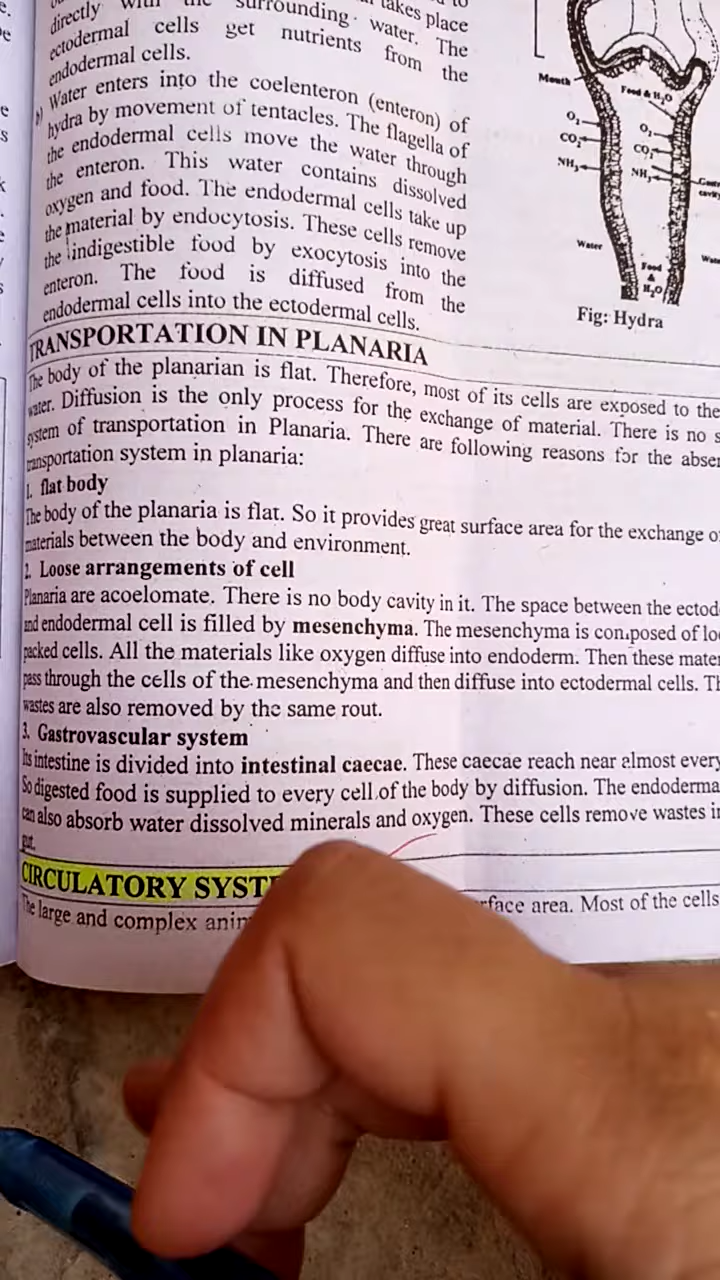 directly with the surrounding water. The
ectodermal cells get nutrients from the
endodermal cells.
b) Water enters into the coelenteron (enteron) of
hydra by movement of tentacles. The flagella of
the endodermal cells move the water through
the enteron. This water contains dissolved
oxygen and food. The endodermal cells take up
the material by endocytosis. These cells remove
the indigestible food by exocytosis into the
enteron. The food is diffused from the
endodermal cells into the ectodermal cells.
Mouth
Food & H₂O
O₂
CO₂
NH₃
O₂
CO₂
NH₃
cavity
Water
Food
&
H₂O
Fig: Hydra
TRANSPORTATION IN PLANARIA
The body of the planarian is flat. Therefore, most of its cells are exposed to the
water. Diffusion is the only process for the exchange of material. There is no s
system of transportation in Planaria. There are following reasons for the abse
transportation system in planaria:
1. flat body
The body of the planaria is flat. So it provides great surface area for the exchange o
materials between the body and environment.
2. Loose arrangements of cell
Planaria are acoelomate. There is no body cavity in it. The space between the ectod
and endodermal cell is filled by mesenchyma. The mesenchyma is composed of lo
packed cells. All the materials like oxygen diffuse into endoderm. Then these mate
pass through the cells of the mesenchyma and then diffuse into ectodermal cells. T
wastes are also removed by the same rout.
3. Gastrovascular system
Its intestine is divided into intestinal caecae. These caecae reach near almost every
So digested food is supplied to every cell of the body by diffusion. The endoderma
can also absorb water dissolved minerals and oxygen. These cells remove wastes i
gut.
CIRCULATORY SYST
The large and complex anim rface area. Most of the cells